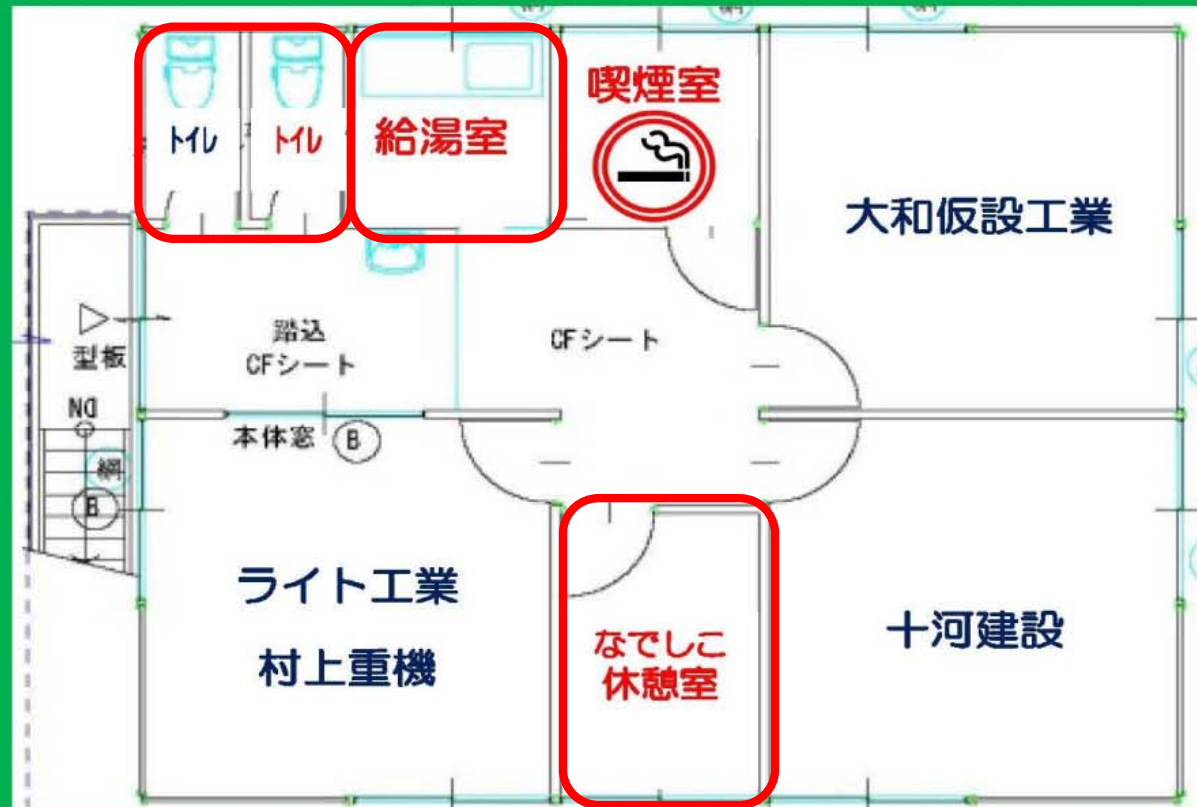 トイレ
トイレ
給湯室
喫煙室
大和仮設工業
型板
踏込
CFシート
CFシート
DN
本体窓
B
B
ライト工業
村上重機
なでしこ
休憩室
十河建設